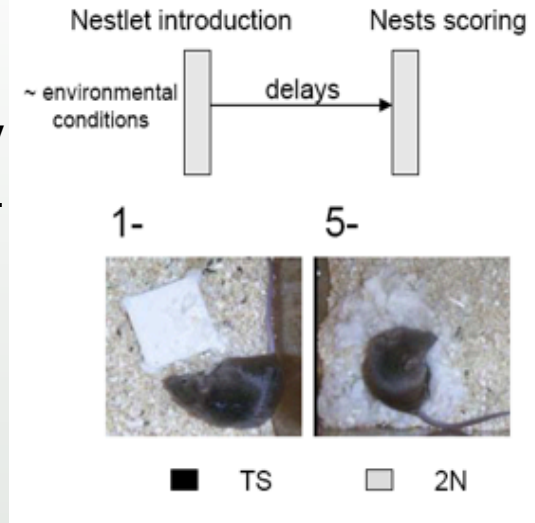 Nestlet introduction Nests scoring
~ environmental conditions
delays
1- 5-
TS 2N